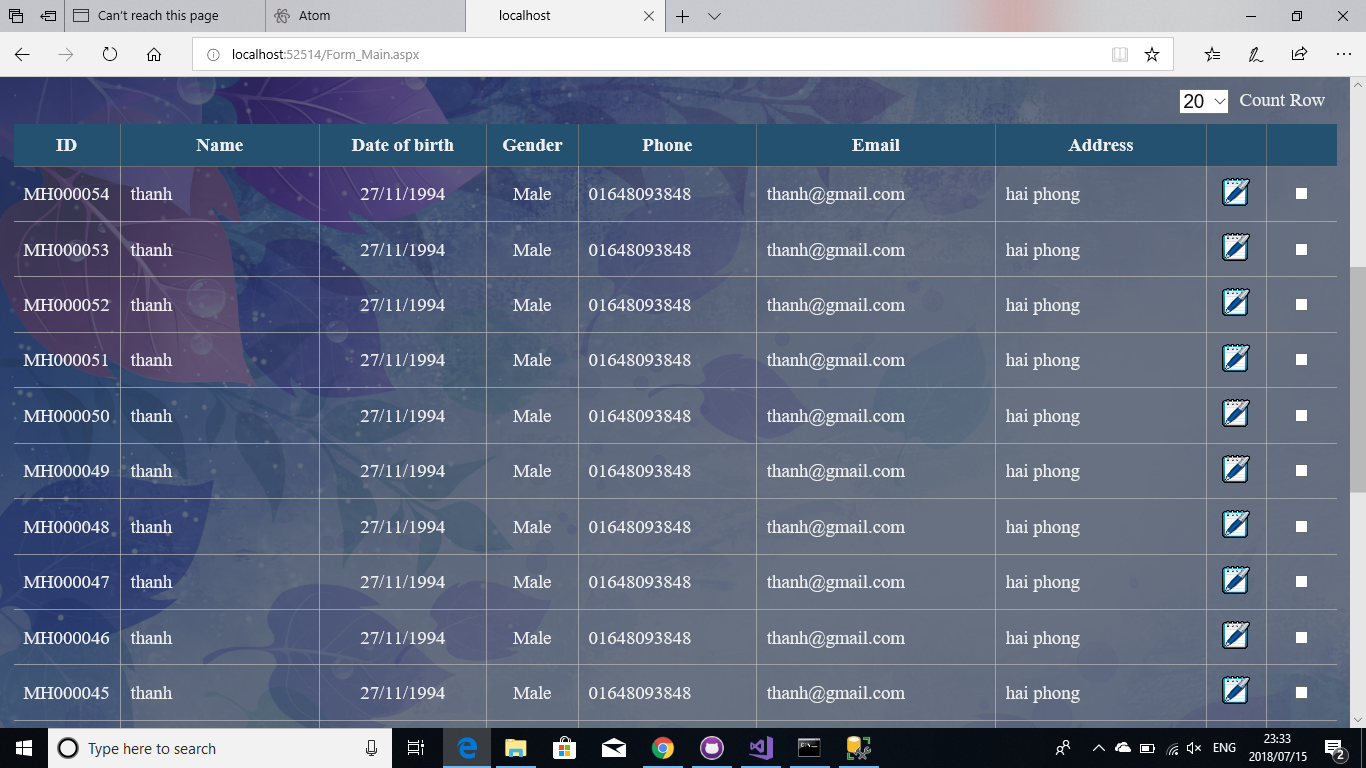 Can't reach this page
Atom
localhost
localhost:52514/Form_Main.aspx
20 Count Row
ID Name Date of birth Gender Phone Email Address
MH000054 thanh 27/11/1994 Male 01648093848 thanh@gmail.com hai phong
MH000053 thanh 27/11/1994 Male 01648093848 thanh@gmail.com hai phong
MH000052 thanh 27/11/1994 Male 01648093848 thanh@gmail.com hai phong
MH000051 thanh 27/11/1994 Male 01648093848 thanh@gmail.com hai phong
MH000050 thanh 27/11/1994 Male 01648093848 thanh@gmail.com hai phong
MH000049 thanh 27/11/1994 Male 01648093848 thanh@gmail.com hai phong
MH000048 thanh 27/11/1994 Male 01648093848 thanh@gmail.com hai phong
MH000047 thanh 27/11/1994 Male 01648093848 thanh@gmail.com hai phong
MH000046 thanh 27/11/1994 Male 01648093848 thanh@gmail.com hai phong
MH000045 thanh 27/11/1994 Male 01648093848 thanh@gmail.com hai phong
Type here to search
ENG
23:33
2018/07/15
2